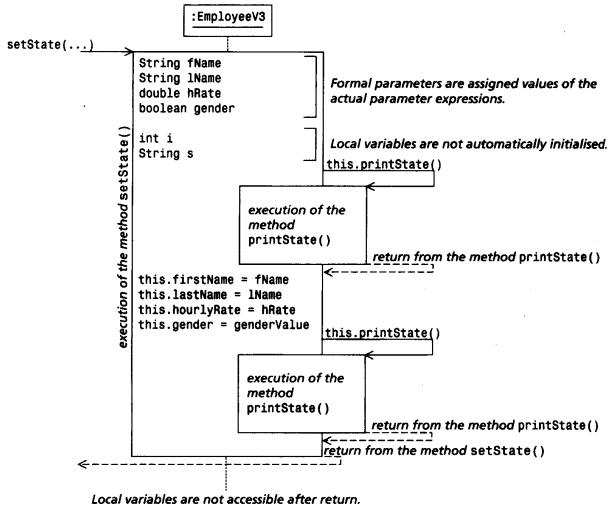 :EmployeeV3
setState(...)
String fName
String lName
double hRate
boolean gender
Formal parameters are assigned values of the
actual parameter expressions.
int i
String s
Local variables are not automatically initialised.
this.printState()
execution of the method setState()
execution of the
method
printState()
return from the method printState()
this.firstName = fName
this.lastName = lName
this.hourlyRate = hRate
this.gender = genderValue
this.printState()
execution of the
method
printState()
return from the method printState()
return from the method setState()
Local variables are not accessible after return.